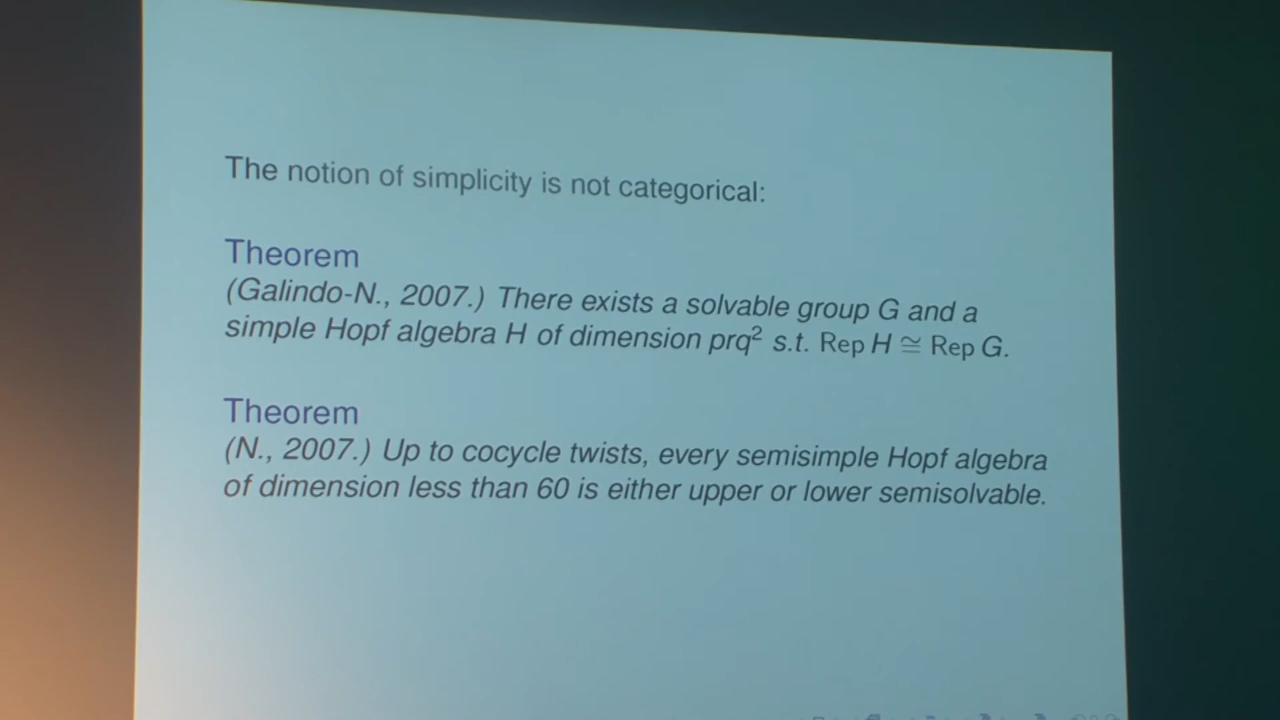 The notion of simplicity is not categorical:
Theorem
(Galindo-N., 2007.) There exists a solvable group G and a
simple Hopf algebra H of dimension prq² s.t. Rep H ≅ Rep G.
Theorem
(N., 2007.) Up to cocycle twists, every semisimple Hopf algebra
of dimension less than 60 is either upper or lower semisolvable.